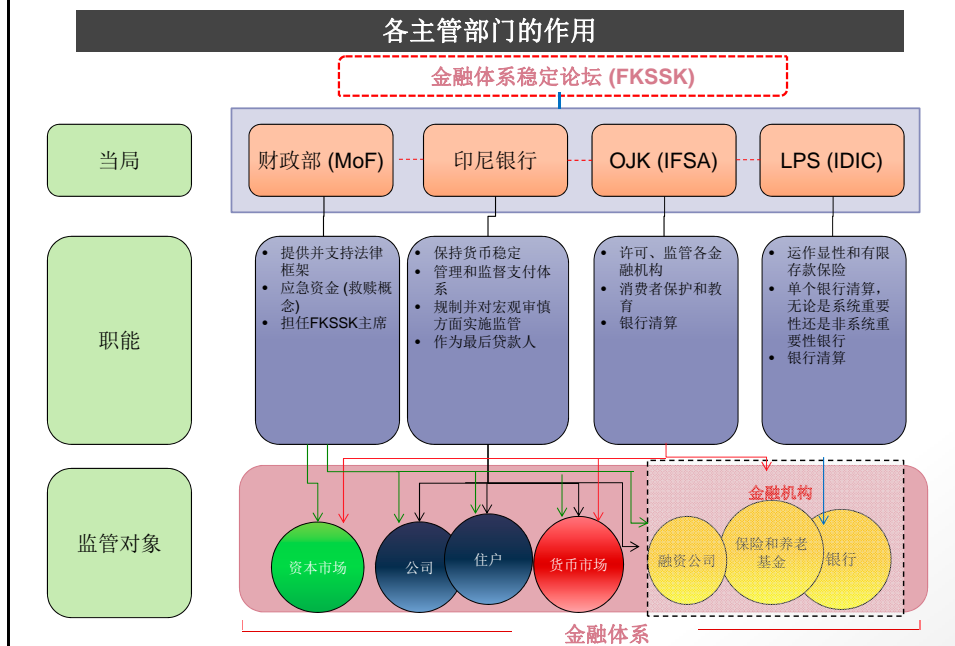 各主管部门的作用
金融体系稳定论坛 (FKSSK)
当局
财政部 (MoF)
印尼银行
OJK (IFSA)
LPS (IDIC)
职能
• 提供并支持法律
框架
• 应急资金 (救赎概
念)
• 担任FKSSK主席
• 保持货币稳定
• 管理和监督支付体
系
• 规制并对宏观审慎
方面实施监管
• 作为最后贷款人
• 许可、监管各金
融机构
• 消费者保护和教
育
• 银行清算
• 运作显性和有限
存款保险
• 单个银行清算，
无论是系统重要
性还是非系统重
要性银行
• 银行清算
监管对象
金融机构
资本市场
公司
住户
货币市场
融资公司
保险和养老
基金
银行
金融体系